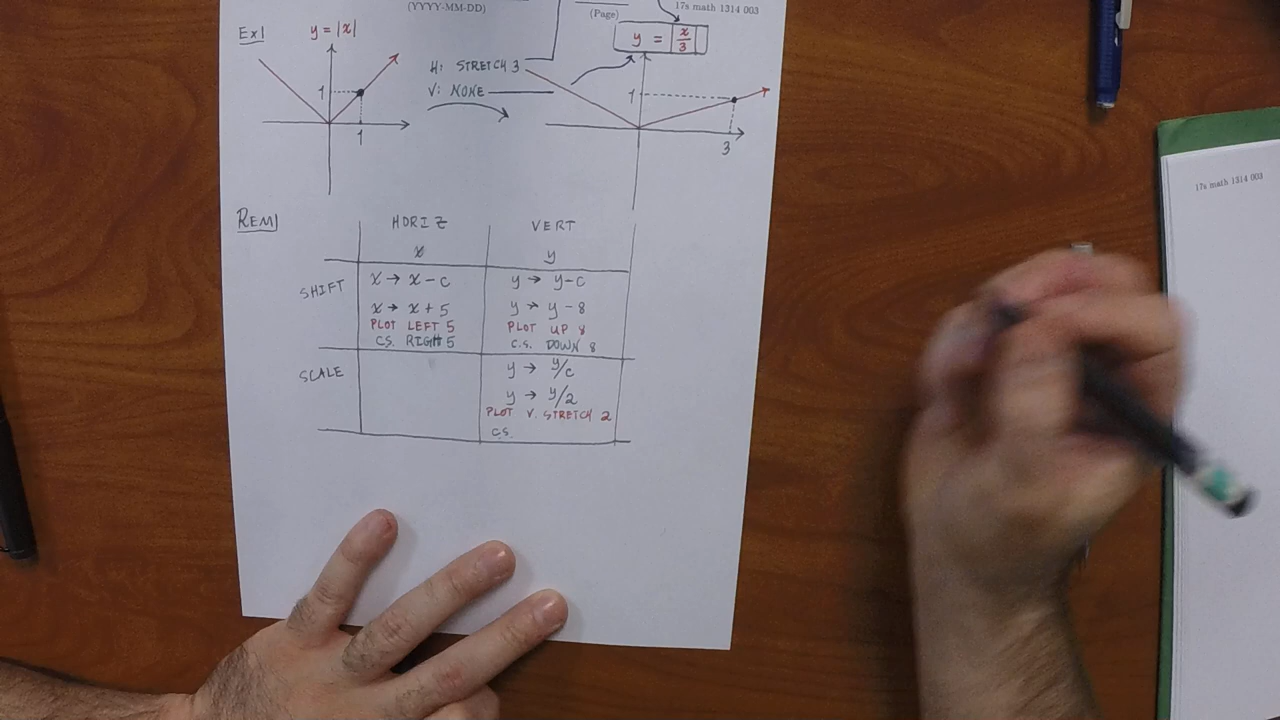 (YYYY-MM-DD)
(Page)
17s math 1314 003
Ex1
y = |x|
1
1
H: STRETCH 3
V: NONE
y = |x/3|
1
3
REM1
HORIZ
VERT
x
y
SHIFT
x → x - c
y → y - c
x → x + 5
y → y - 8
PLOT LEFT 5
PLOT UP 8
C.S. RIGHT 5
C.S. DOWN 8
SCALE
y → y/c
y → y/2
PLOT V. STRETCH 2
C.S.
17s math 1314 003